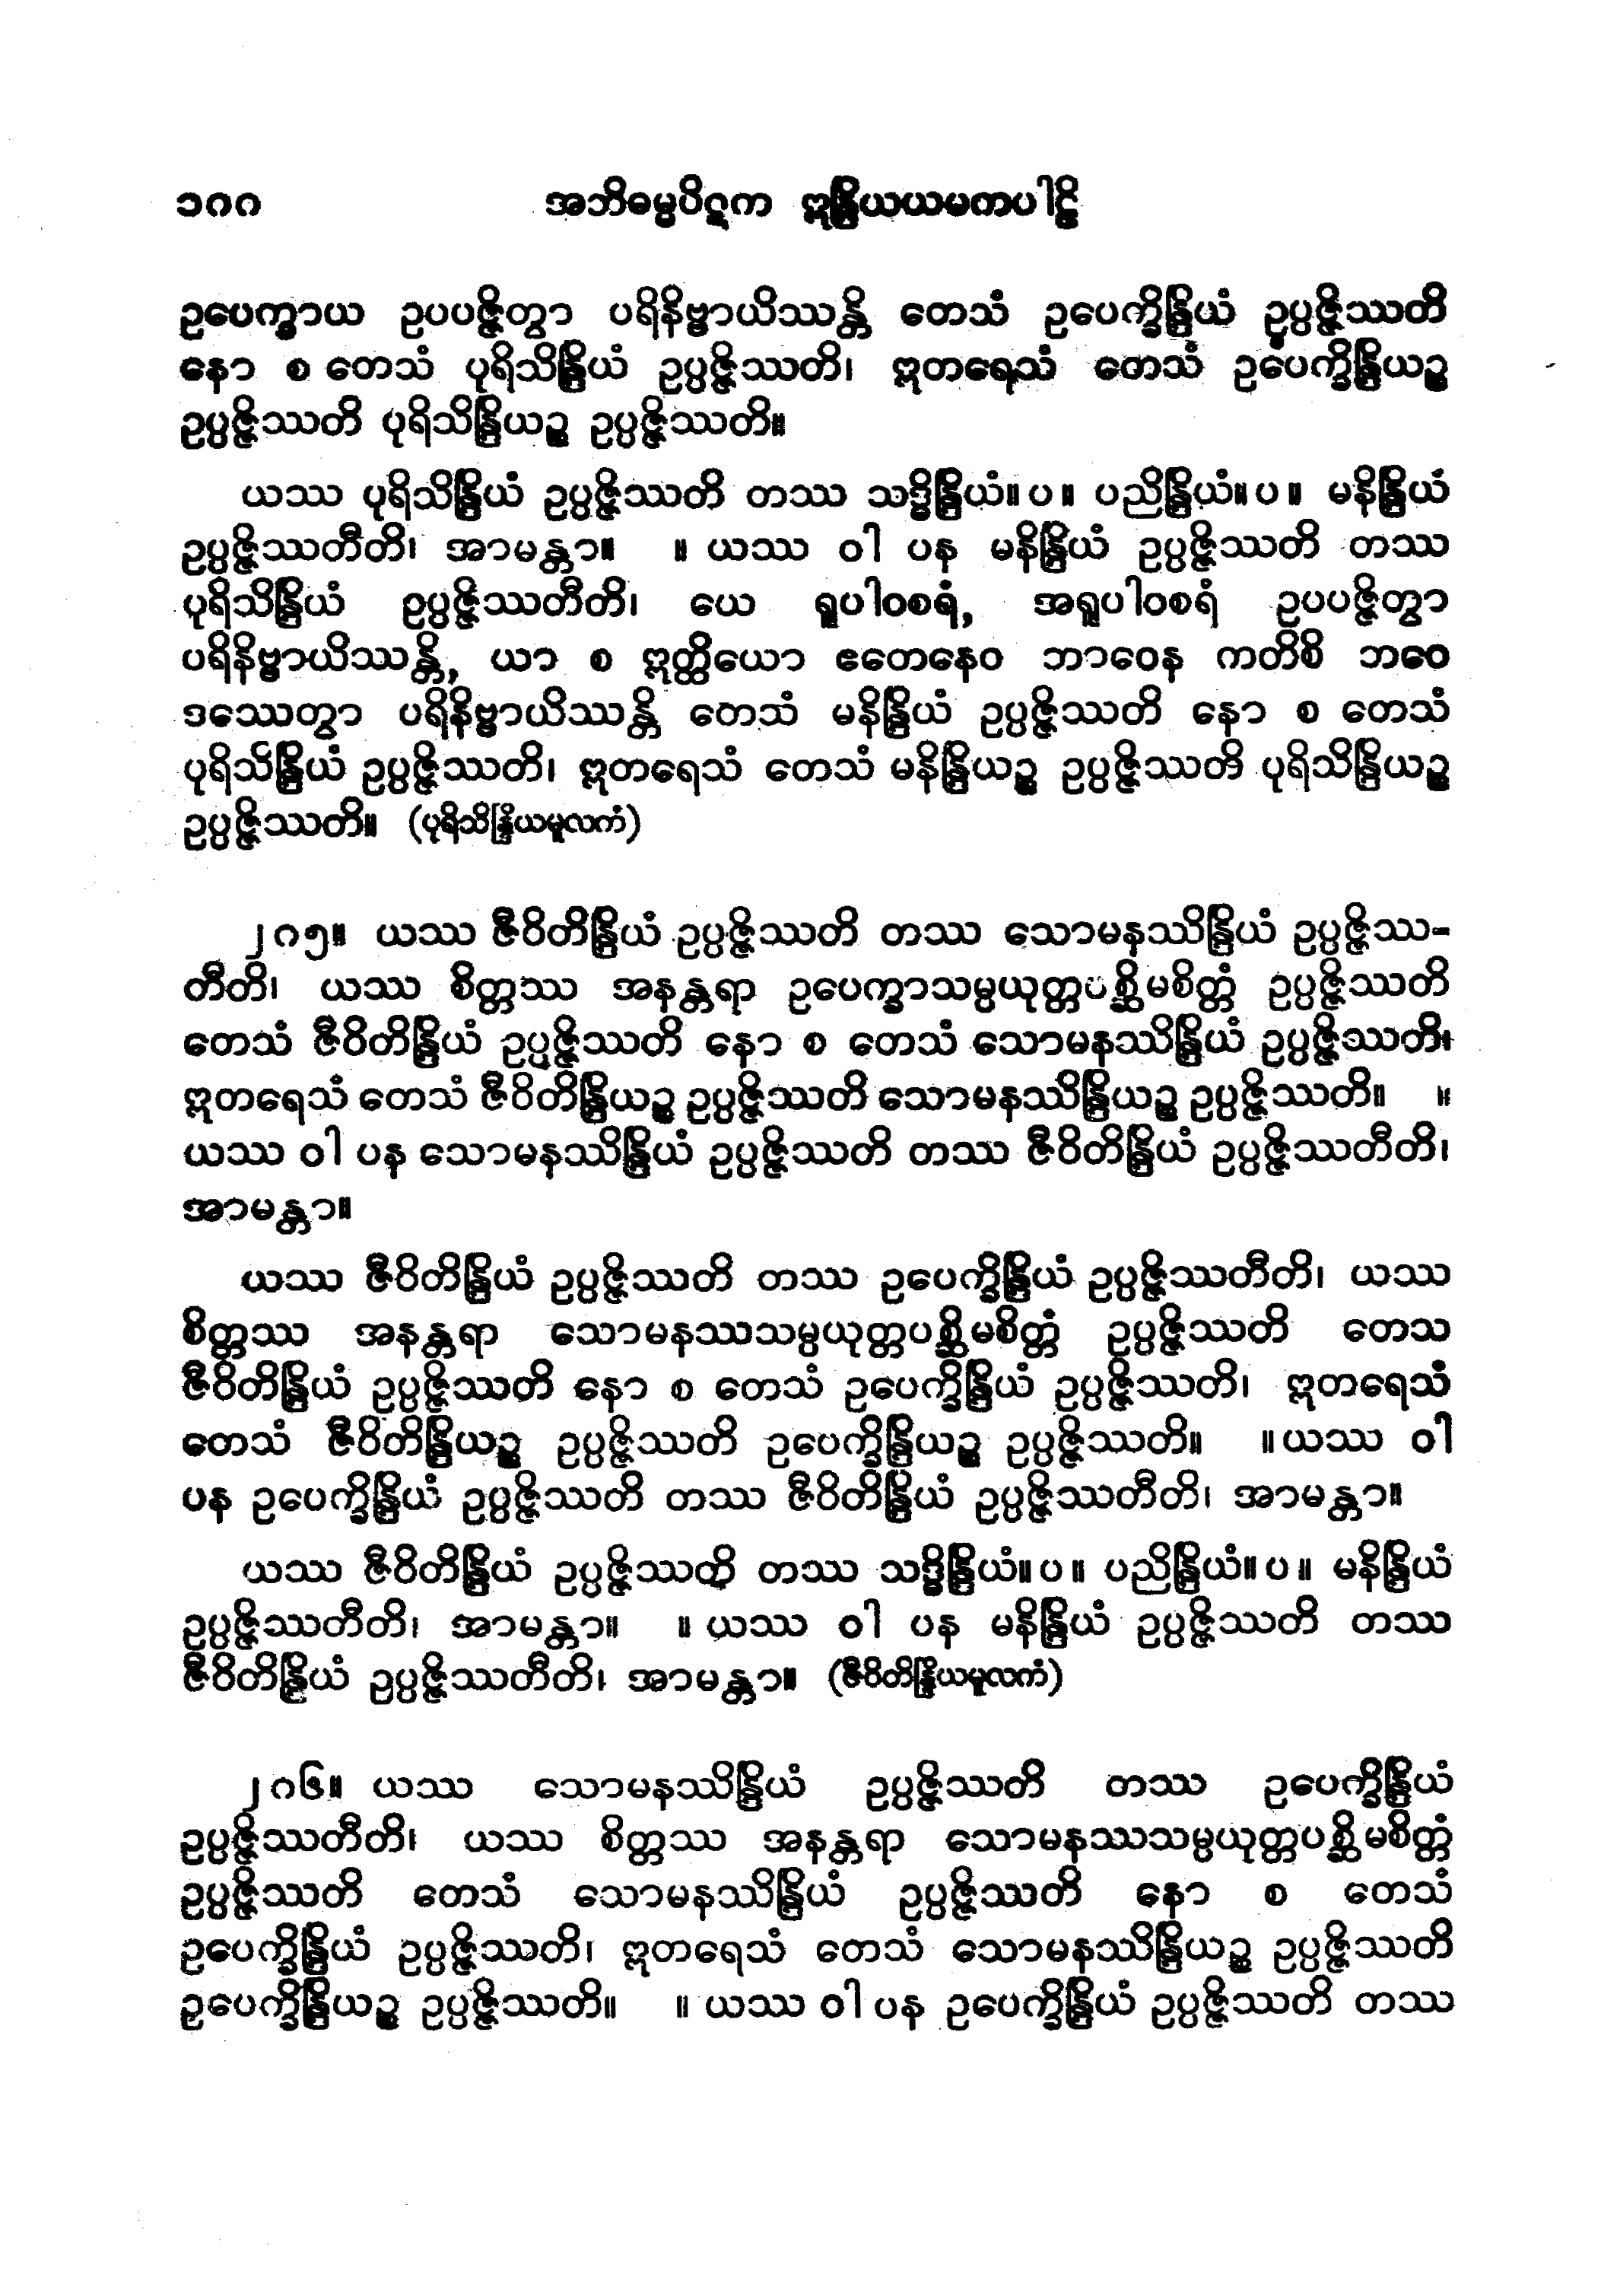 ၁၈၈ အဘိဓမ္မပိဋက ဣန္ဒြိယယမကပါဠိ
ဥပေက္ခာယ ဥပပဇ္ဇိတွာ ပရိနိဗ္ဗာယိဿန္တိ တေသံ ဥပေက္ခိန္ဒြိယံ ဥပ္ပဇ္ဇိဿတိ
နော စ တေသံ ပုရိသိန္ဒြိယံ ဥပ္ပဇ္ဇိဿတိ၊ ဣတရေသံ တေသံ ဥပေက္ခိန္ဒြိယဉ္စ
ဥပ္ပဇ္ဇိဿတိ ပုရိသိန္ဒြိယဉ္စ ဥပ္ပဇ္ဇိဿတိ။
ယဿ ပုရိသိန္ဒြိယံ ဥပ္ပဇ္ဇိဿတိ တဿ သဒ္ဓိန္ဒြိယံ။ပ။ ပညိန္ဒြိယံ။ပ။ မနိန္ဒြိယံ
ဥပ္ပဇ္ဇိဿတီတိ၊ အာမန္တာ။ ။ ယဿ ဝါ ပန မနိန္ဒြိယံ ဥပ္ပဇ္ဇိဿတိ တဿ
ပုရိသိန္ဒြိယံ ဥပ္ပဇ္ဇိဿတီတိ၊ ယေ ရူပါဝစရံ, အရူပါဝစရံ ဥပပဇ္ဇိတွာ
ပရိနိဗ္ဗာယိဿန္တိ, ယာ စ ဣတ္ထိယော ဧတေနေဝ ဘာဝေန ကတိစိ ဘဝေ
ဒဿေတွာ ပရိနိဗ္ဗာယိဿန္တိ တေသံ မနိန္ဒြိယံ ဥပ္ပဇ္ဇိဿတိ နော စ တေသံ
ပုရိသိန္ဒြိယံ ဥပ္ပဇ္ဇိဿတိ၊ ဣတရေသံ တေသံ မနိန္ဒြိယဉ္စ ဥပ္ပဇ္ဇိဿတိ ပုရိသိန္ဒြိယဉ္စ
ဥပ္ပဇ္ဇိဿတိ။ (ပုရိသိန္ဒြိယမူလကံ)
၂၈၅။ ယဿ ဇီဝိတိန္ဒြိယံ ဥပ္ပဇ္ဇိဿတိ တဿ သောမနဿိန္ဒြိယံ ဥပ္ပဇ္ဇိဿ-
တီတိ၊ ယဿ စိတ္တဿ အနန္တရာ ဥပေက္ခာသမ္ပယုတ္တပစ္ဆိမစိတ္တံ ဥပ္ပဇ္ဇိဿတိ
တေသံ ဇီဝိတိန္ဒြိယံ ဥပ္ပဇ္ဇိဿတိ နော စ တေသံ သောမနဿိန္ဒြိယံ ဥပ္ပဇ္ဇိဿတိ၊
ဣတရေသံ တေသံ ဇီဝိတိန္ဒြိယဉ္စ ဥပ္ပဇ္ဇိဿတိ သောမနဿိန္ဒြိယဉ္စ ဥပ္ပဇ္ဇိဿတိ။ ။
ယဿ ဝါ ပန သောမနဿိန္ဒြိယံ ဥပ္ပဇ္ဇိဿတိ တဿ ဇီဝိတိန္ဒြိယံ ဥပ္ပဇ္ဇိဿတီတိ၊
အာမန္တာ။
ယဿ ဇီဝိတိန္ဒြိယံ ဥပ္ပဇ္ဇိဿတိ တဿ ဥပေက္ခိန္ဒြိယံ ဥပ္ပဇ္ဇိဿတီတိ၊ ယဿ
စိတ္တဿ အနန္တရာ သောမနဿသမ္ပယုတ္တပစ္ဆိမစိတ္တံ ဥပ္ပဇ္ဇိဿတိ တေသ
ဇီဝိတိန္ဒြိယံ ဥပ္ပဇ္ဇိဿတိ နော စ တေသံ ဥပေက္ခိန္ဒြိယံ ဥပ္ပဇ္ဇိဿတိ၊ ဣတရေသံ
တေသံ ဇီဝိတိန္ဒြိယဉ္စ ဥပ္ပဇ္ဇိဿတိ ဥပေက္ခိန္ဒြိယဉ္စ ဥပ္ပဇ္ဇိဿတိ။ ။ယဿ ဝါ
ပန ဥပေက္ခိန္ဒြိယံ ဥပ္ပဇ္ဇိဿတိ တဿ ဇီဝိတိန္ဒြိယံ ဥပ္ပဇ္ဇိဿတီတိ၊ အာမန္တာ။
ယဿ ဇီဝိတိန္ဒြိယံ ဥပ္ပဇ္ဇိဿတိ တဿ သဒ္ဓိန္ဒြိယံ။ပ။ ပညိန္ဒြိယံ။ပ။ မနိန္ဒြိယံ
ဥပ္ပဇ္ဇိဿတီတိ၊ အာမန္တာ။ ။ ယဿ ဝါ ပန မနိန္ဒြိယံ ဥပ္ပဇ္ဇိဿတိ တဿ
ဇီဝိတိန္ဒြိယံ ဥပ္ပဇ္ဇိဿတီတိ၊ အာမန္တာ။ (ဇီဝိတိန္ဒြိယမူလကံ)
၂၈၆။ ယဿ သောမနဿိန္ဒြိယံ ဥပ္ပဇ္ဇိဿတိ တဿ ဥပေက္ခိန္ဒြိယံ
ဥပ္ပဇ္ဇိဿတီတိ၊ ယဿ စိတ္တဿ အနန္တရာ သောမနဿသမ္ပယုတ္တပစ္ဆိမစိတ္တံ
ဥပ္ပဇ္ဇိဿတိ တေသံ သောမနဿိန္ဒြိယံ ဥပ္ပဇ္ဇိဿတိ နော စ တေသံ
ဥပေက္ခိန္ဒြိယံ ဥပ္ပဇ္ဇိဿတိ၊ ဣတရေသံ တေသံ သောမနဿိန္ဒြိယဉ္စ ဥပ္ပဇ္ဇိဿတိ
ဥပေက္ခိန္ဒြိယဉ္စ ဥပ္ပဇ္ဇိဿတိ။ ။ ယဿ ဝါ ပန ဥပေက္ခိန္ဒြိယံ ဥပ္ပဇ္ဇိဿတိ တဿ